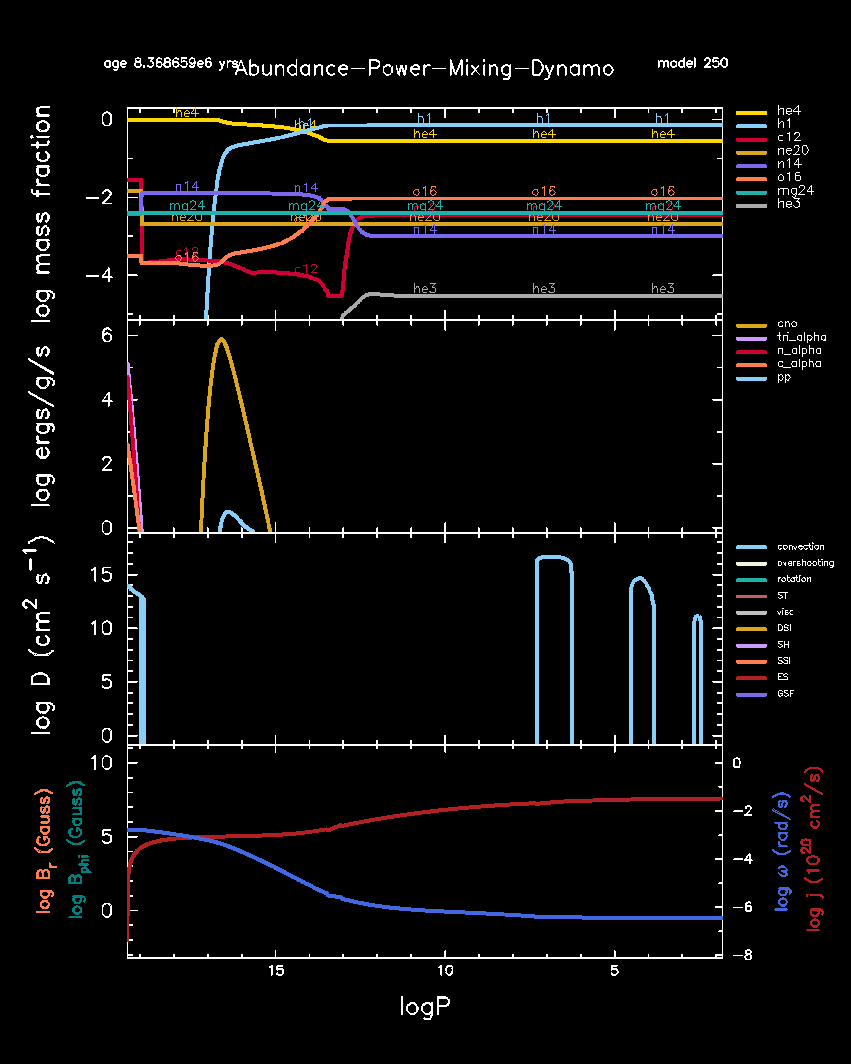 age 8.368659e6 yrs Abundance-Power-Mixing-Dynamo model 250
log mass fraction
0
-2
-4
he4 he4 h1 h1 h1 h1
he4 he4 he4
n14 n14 o16 o16 o16
mg24 mg24 mg24 mg24 mg24
ne20 ne20 ne20 ne20 ne20
n14 n14 n14
c12 o16 c12
he3 he3 he3
he4
h1
c12
ne20
n14
o16
mg24
he3
log ergs/g/s
6
4
2
0
cno
tri_alpha
n_alpha
c_alpha
pp
log D (cm² s⁻¹)
15
10
5
0
convection
overshooting
rotation
ST
visc
DSI
SH
SSI
ES
GSF
log B_r (Gauss)
log B_phi (Gauss)
10
5
0
0
-2
-4
-6
-8
log ω (rad/s)
log j (10²⁰ cm²/s)
15 10 5
logP